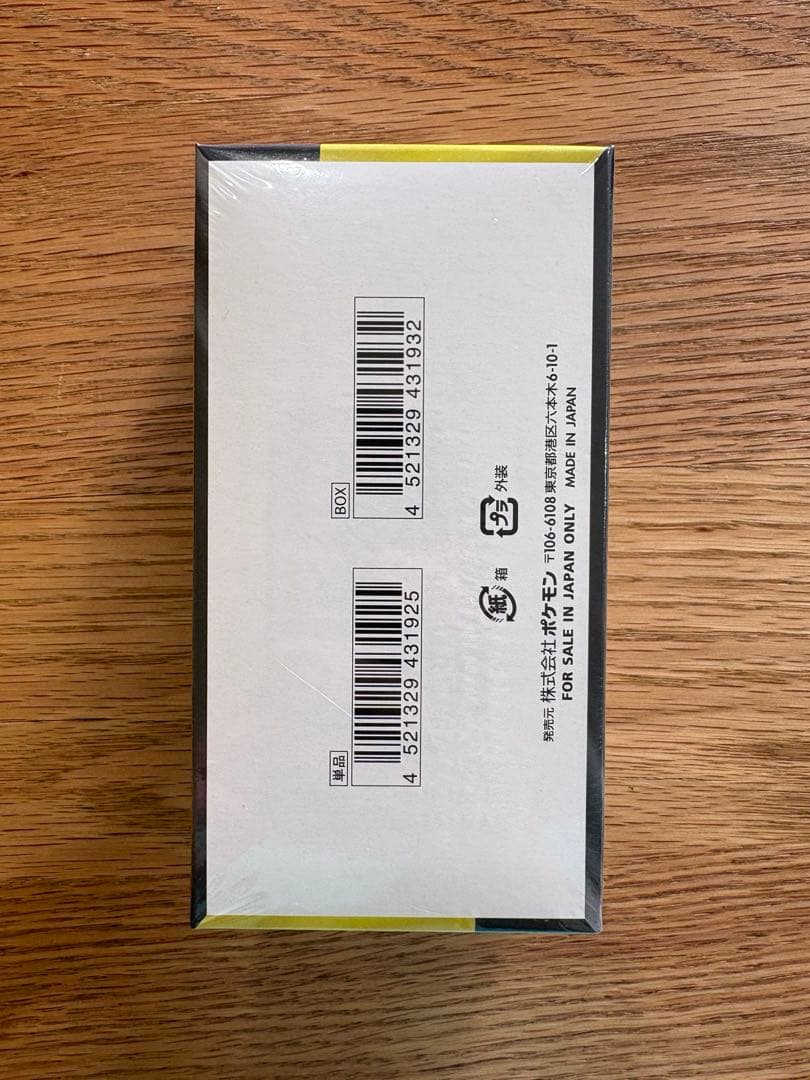 単品
4 521329 431925
BOX
4 521329 431932
紙 箱
プラ 外装
発売元 株式会社 ポケモン 〒106-6108 東京都港区六本木6-10-1
FOR SALE IN JAPAN ONLY MADE IN JAPAN